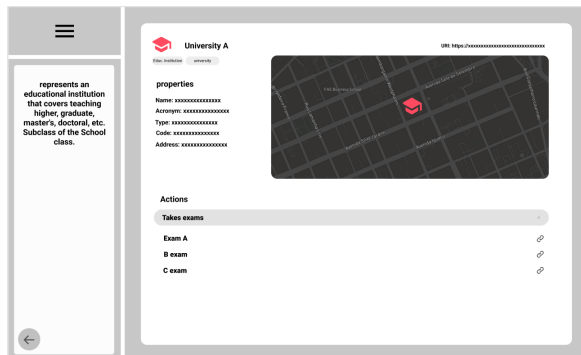 represents an
educational institution
that covers teaching
higher, graduate,
master's, doctoral, etc.
Subclass of the School
class.
University A
URI: https://xxxxxxxxxxxxxxxxxxxxxxxxxxxxxxx
Educ. Institution
university
properties
Name: xxxxxxxxxxxxxxx
Acronym: xxxxxxxxxxxxxxx
Type: xxxxxxxxxxxxxxx
Code: xxxxxxxxxxxxxxx
Address: xxxxxxxxxxxxxxx
Actions
Takes exams
Exam A
B exam
C exam